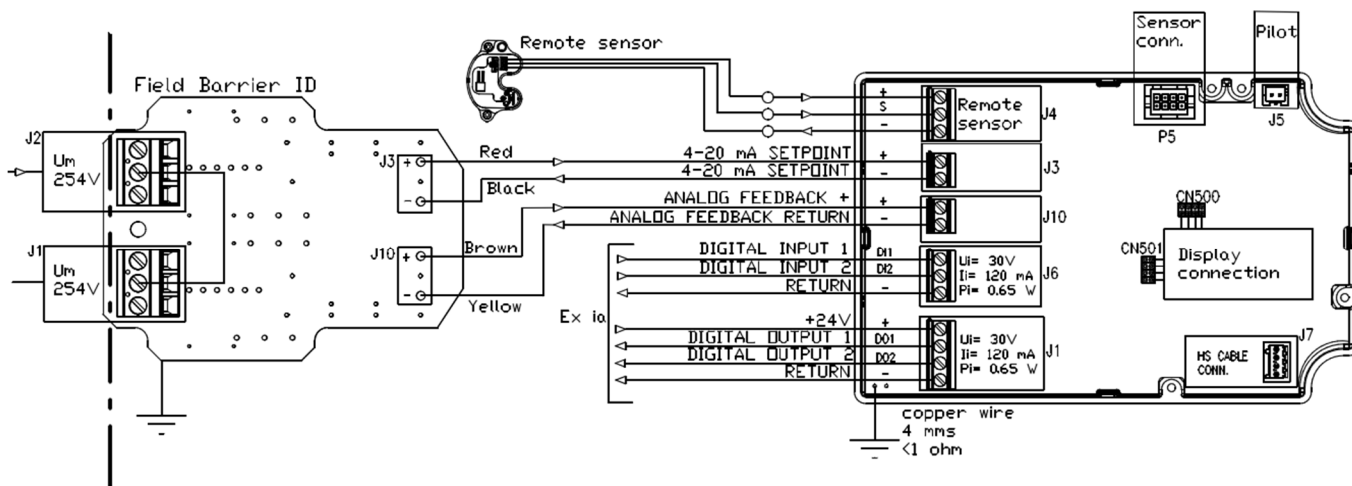 Sensor
conn.
Pilot
Remote sensor
Field Barrier ID
J2
Um
254V
J1
Um
254V
J3
+
-
Red
Black
J10
+
-
Brown
Yellow
4-20 mA SETPOINT
4-20 mA SETPOINT
ANALOG FEEDBACK +
ANALOG FEEDBACK RETURN
DIGITAL INPUT 1
DIGITAL INPUT 2
RETURN
Ex ia
+24V
DIGITAL OUTPUT 1
DIGITAL OUTPUT 2
RETURN
+
S
-
+
-
+
-
DI1
DI2
-
+
DO1
DO2
-
Remote
sensor
J4
J3
J10
Ui= 30V
Ii= 120 mA
Pi= 0.65 W
J6
Ui= 30V
Ii= 120 mA
Pi= 0.65 W
J1
P5
J5
CN500
CN501
Display
connection
J7
HS CABLE
CONN.
copper wire
4 mms
<1 ohm